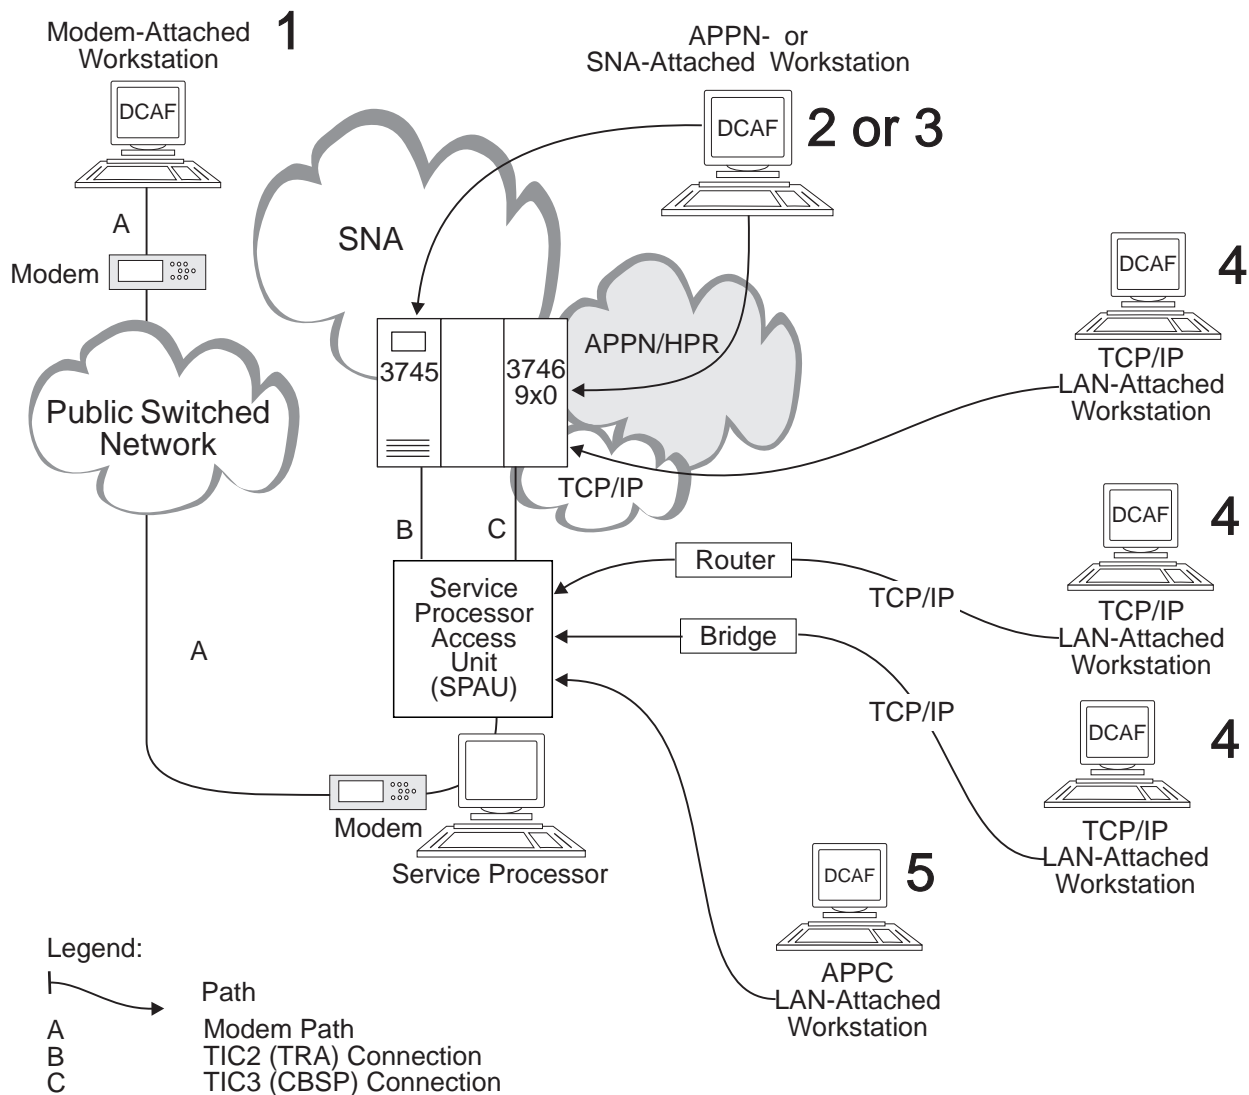 Modem-Attached
Workstation
1
DCAF
A
Modem
Public Switched
Network
A
Modem
APPN- or
SNA-Attached Workstation
DCAF
2 or 3
SNA
APPN/HPR
3745
3746
9x0
TCP/IP
B
C
Service
Processor
Access
Unit
(SPAU)
Service Processor
Router
TCP/IP
Bridge
TCP/IP
DCAF
4
TCP/IP
LAN-Attached
Workstation
DCAF
4
TCP/IP
LAN-Attached
Workstation
DCAF
4
TCP/IP
LAN-Attached
Workstation
DCAF
5
APPC
LAN-Attached
Workstation
Legend:
Path
A Modem Path
B TIC2 (TRA) Connection
C TIC3 (CBSP) Connection